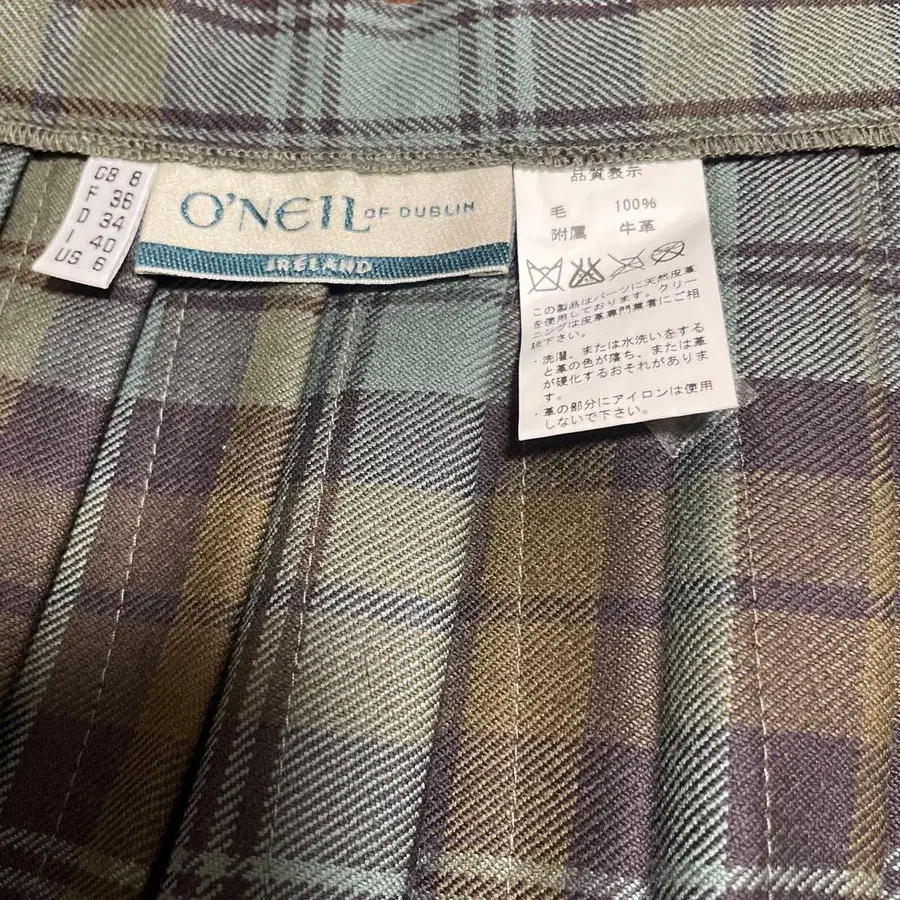 GB 8
F 36
D 34
I 40
US 6
O'NEIL OF DUBLIN
IRELAND
品質表示
毛 100%
附属 牛革
この製品はパーツに天然皮革
を使用しております。クリー
ニングは皮革専門業者にご相
談下さい。
・洗濯、または水洗いをする
と革の色が落ち、または革
が硬化するおそれがありま
す。
・革の部分にアイロンは使用
しないで下さい。